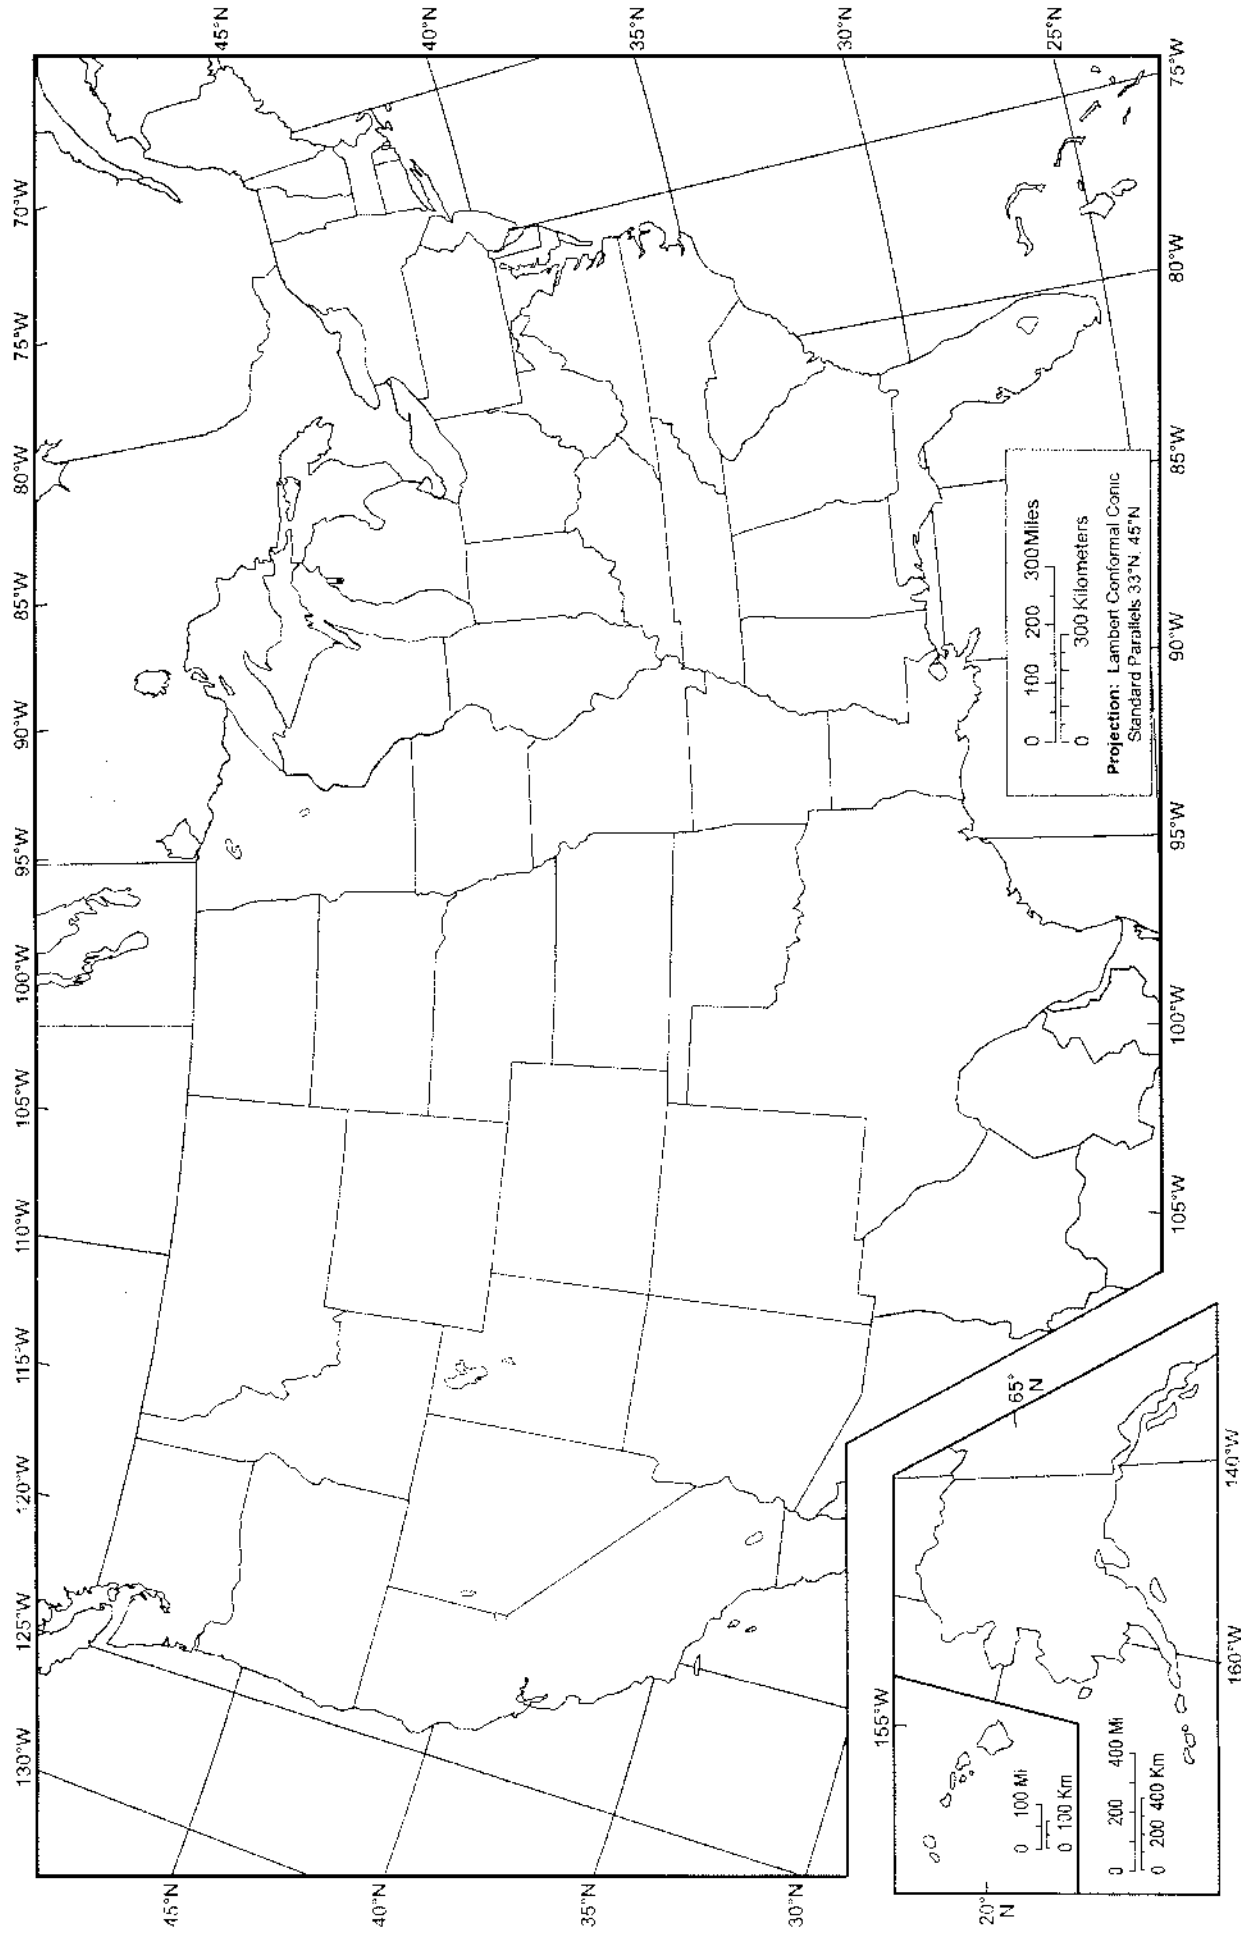 130°W 125°W 120°W 115°W 110°W 105°W 100°W 95°W 90°W 85°W 80°W 75°W 70°W
45°N
40°N
35°N
30°N
45°N
40°N
35°N
30°N
25°N
105°W 100°W 95°W 90°W 85°W 80°W 75°W
0 100 200 300 Miles
0 300 Kilometers
Projection: Lambert Conformal Conic
Standard Parallels 33°N. 45°N
155°W
20°
N
0 100 Mi
0 100 Km
65°
N
0 200 400 Mi
0 200 400 Km
160°W 140°W